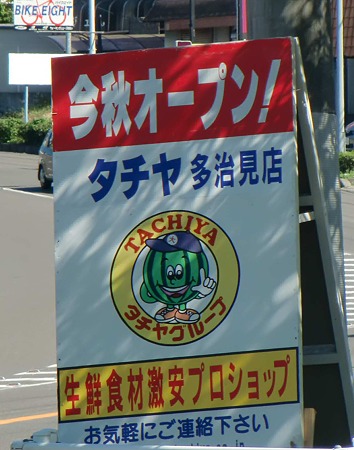 BIKE EIGHT
今秋オープン!
タチヤ 多治見店
TACHIYA
タチヤグループ
生鮮食材激安プロショップ
お気軽にご連絡下さい